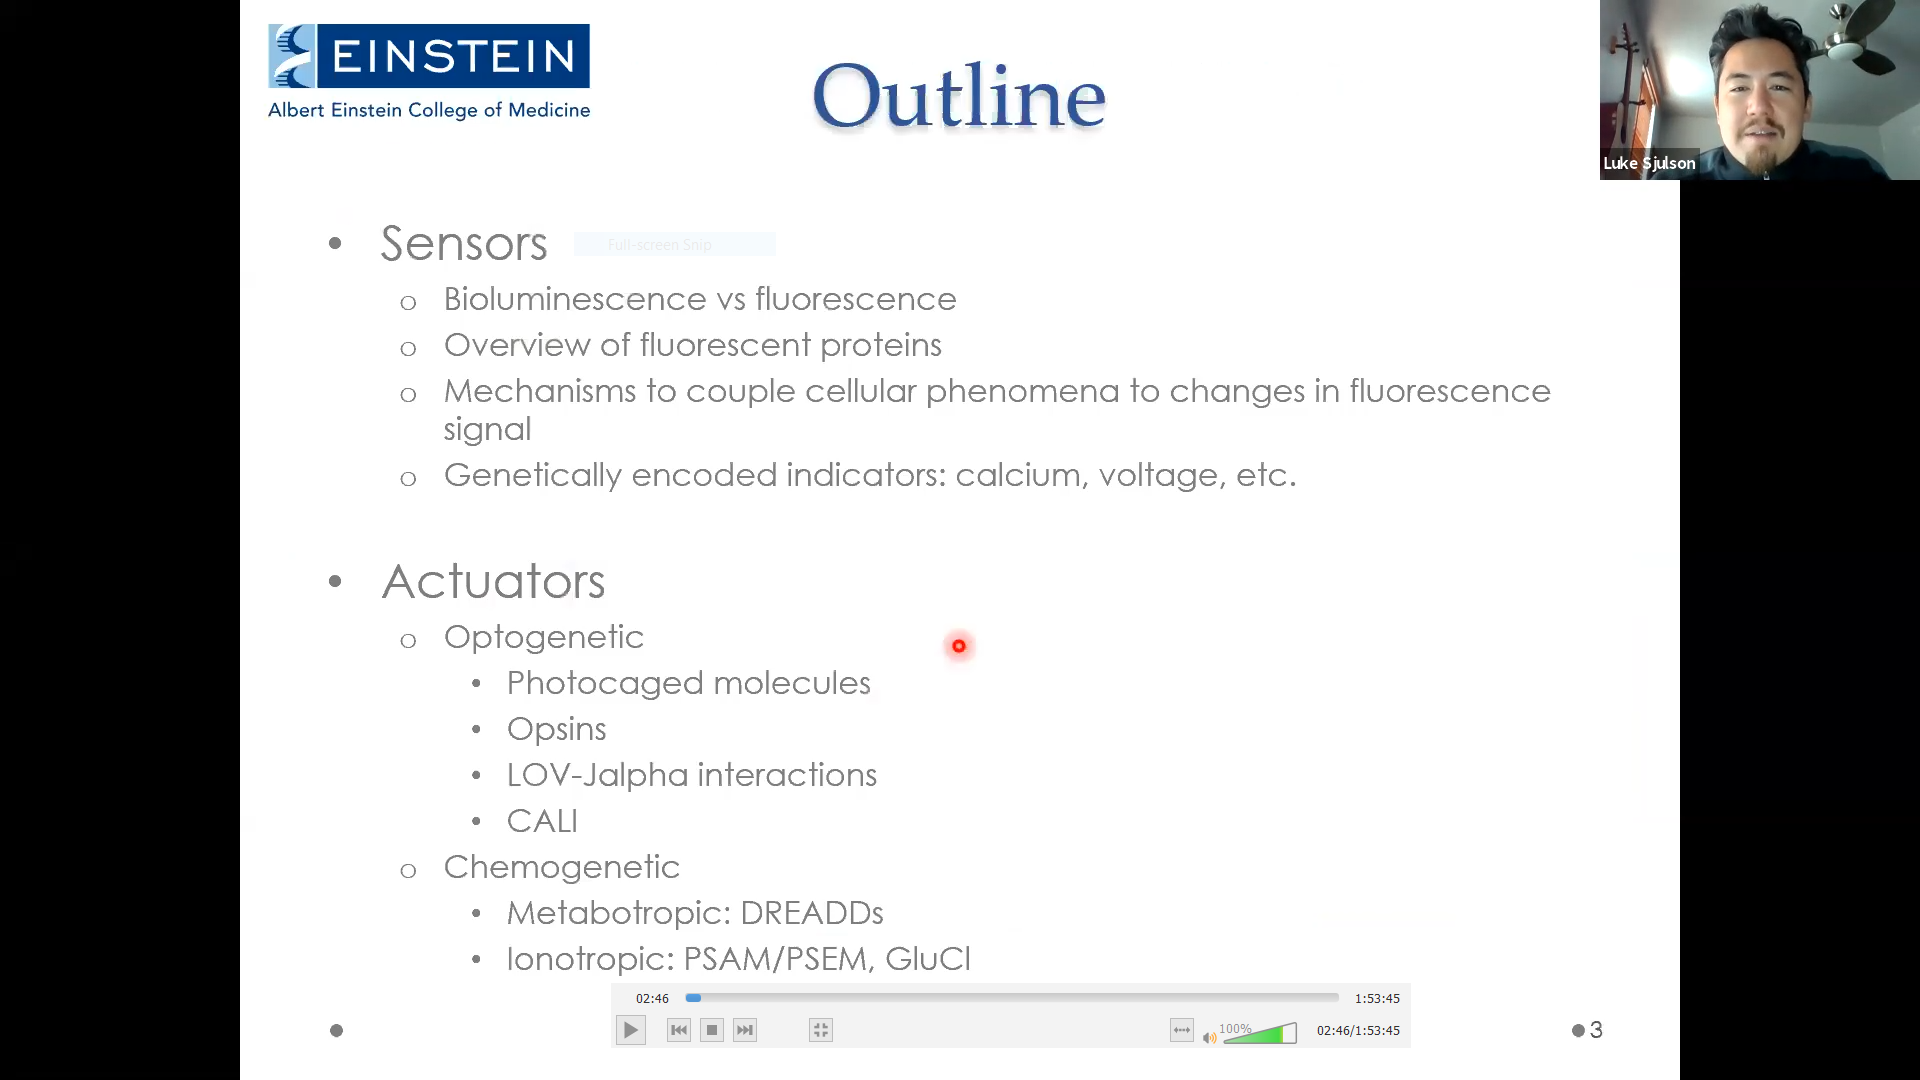 EINSTEIN
Albert Einstein College of Medicine
Outline
Luke Sjulson
• Sensors
Full-screen Snip
o Bioluminescence vs fluorescence
o Overview of fluorescent proteins
o Mechanisms to couple cellular phenomena to changes in fluorescence
signal
o Genetically encoded indicators: calcium, voltage, etc.
• Actuators
o Optogenetic
• Photocaged molecules
• Opsins
• LOV-Jalpha interactions
• CALI
o Chemogenetic
• Metabotropic: DREADDs
• Ionotropic: PSAM/PSEM, GluCl
02:46 1:53:45
100% 02:46/1:53:45
3